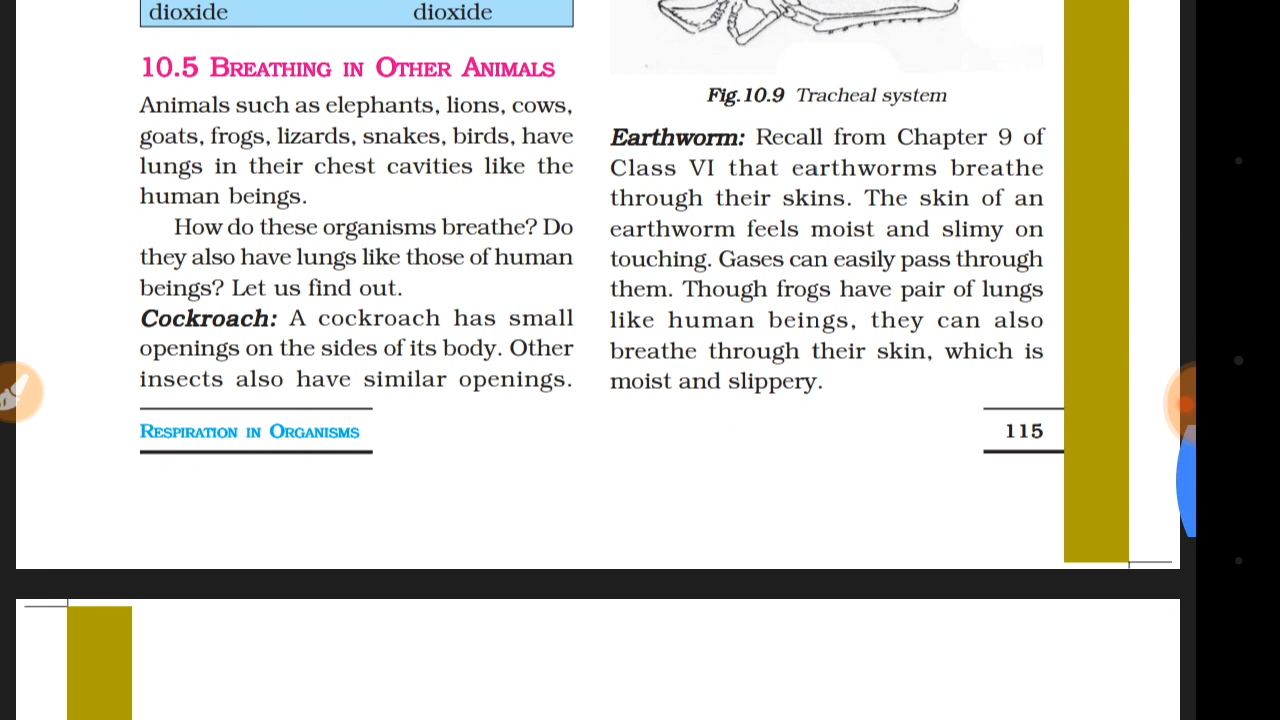 dioxide dioxide
10.5 BREATHING IN OTHER ANIMALS
Animals such as elephants, lions, cows,
goats, frogs, lizards, snakes, birds, have
lungs in their chest cavities like the
human beings.
How do these organisms breathe? Do
they also have lungs like those of human
beings? Let us find out.
Cockroach: A cockroach has small
openings on the sides of its body. Other
insects also have similar openings.
Fig.10.9 Tracheal system
Earthworm: Recall from Chapter 9 of
Class VI that earthworms breathe
through their skins. The skin of an
earthworm feels moist and slimy on
touching. Gases can easily pass through
them. Though frogs have pair of lungs
like human beings, they can also
breathe through their skin, which is
moist and slippery.
RESPIRATION IN ORGANISMS
115